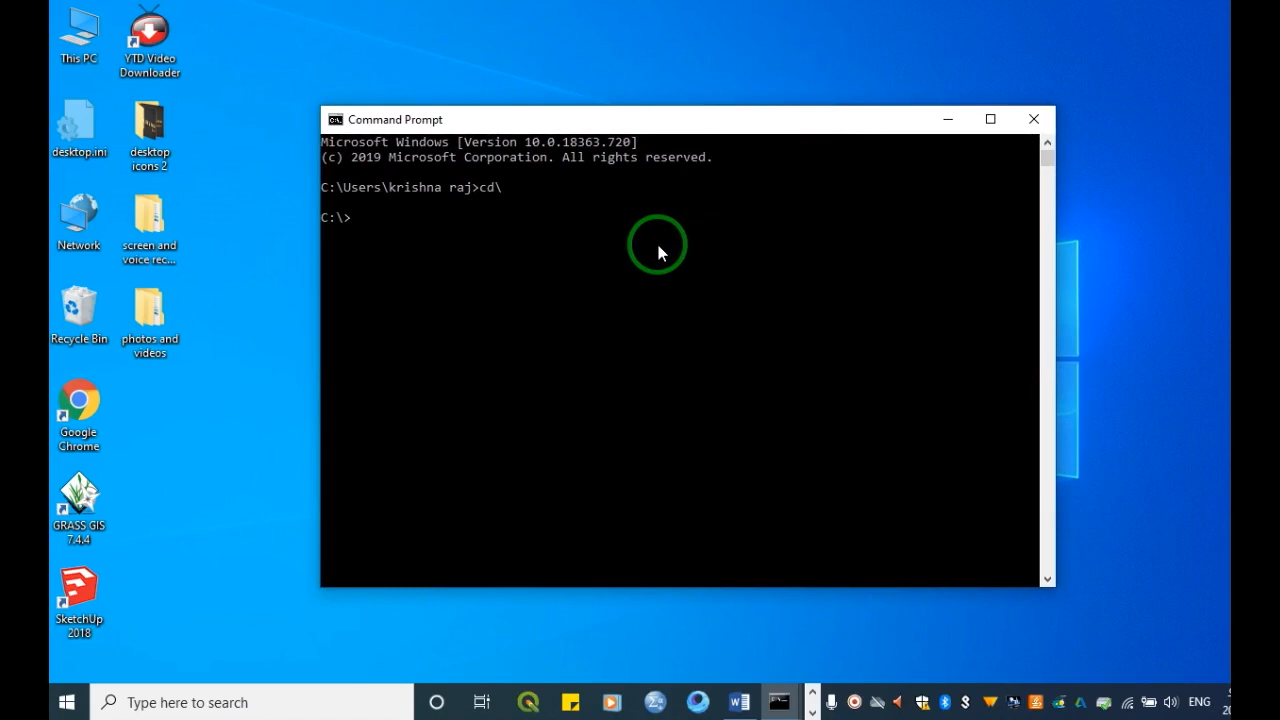 This PC
YTD Video
Downloader
desktop.ini
desktop
icons 2
Network
screen and
voice rec...
Recycle Bin
photos and
videos
Google
Chrome
GRASS GIS
7.4.4
SketchUp
2018
Command Prompt
Microsoft Windows [Version 10.0.18363.720]
(c) 2019 Microsoft Corporation. All rights reserved.
C:\Users\krishna raj>cd\
C:\>
Type here to search
ENG